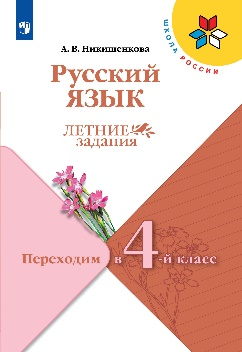 ШКОЛА РОССИИ
А. В. Никишенкова
Русский
ЯЗЫК
ЛЕТНИЕ
задания
Переходим в 4-й класс